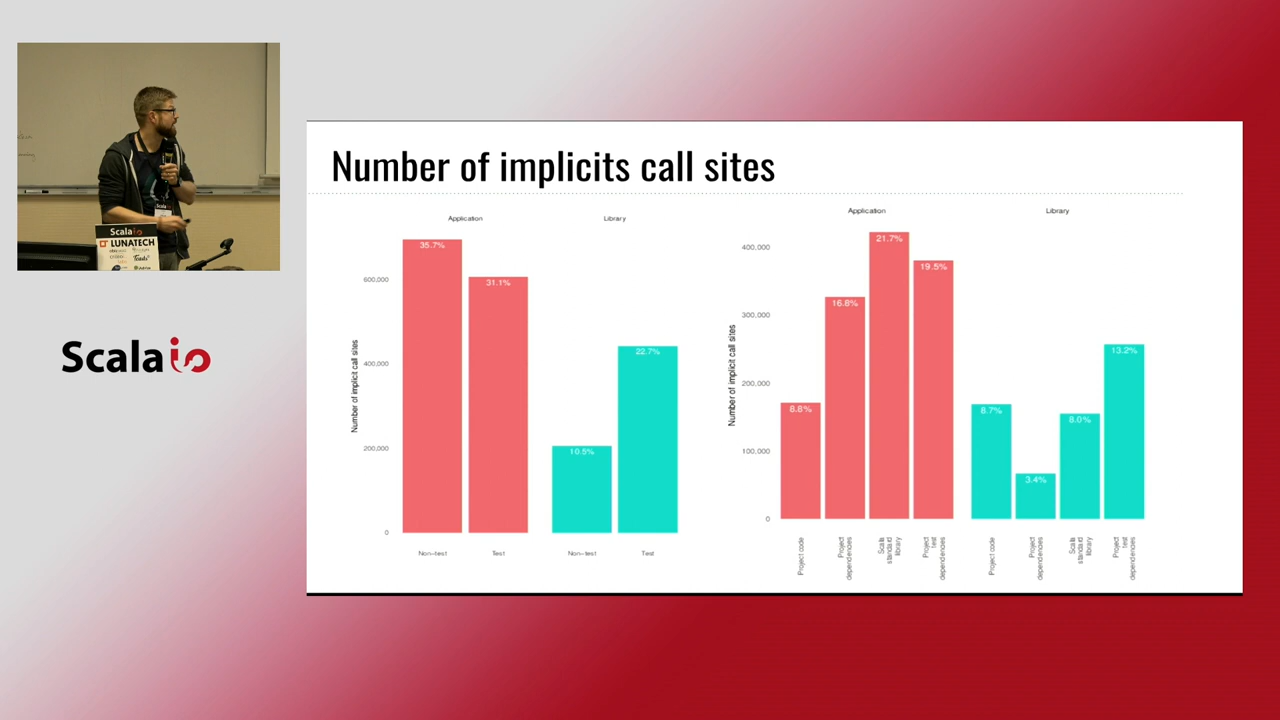 Number of implicits call sites
Application
Library
35.7%
31.1%
22.7%
10.5%
600,000
400,000
200,000
0
Number of implicit call sites
Non-test
Test
Non-test
Test
Application
Library
21.7%
19.5%
16.8%
8.8%
8.7%
3.4%
8.0%
13.2%
400,000
300,000
200,000
100,000
0
Number of implicit call sites
Project code
Project
dependencies
Scala
standard
library
Project
test
dependencies
Project code
Project
dependencies
Scala
standard
library
Project
test
dependencies
Scala
LUNATECH
Scala io